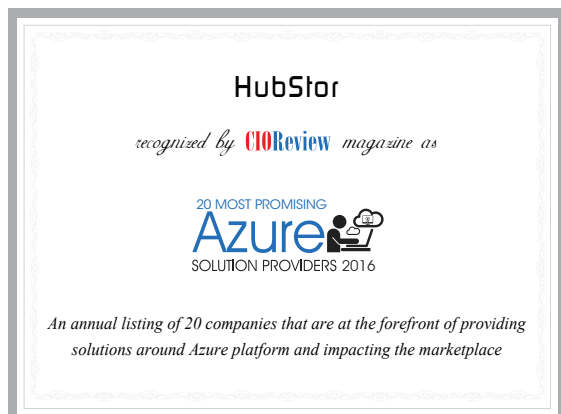 HubStor
recognized by CIOReview magazine as
20 MOST PROMISING
Azure
SOLUTION PROVIDERS 2016
An annual listing of 20 companies that are at the forefront of providing
solutions around Azure platform and impacting the marketplace